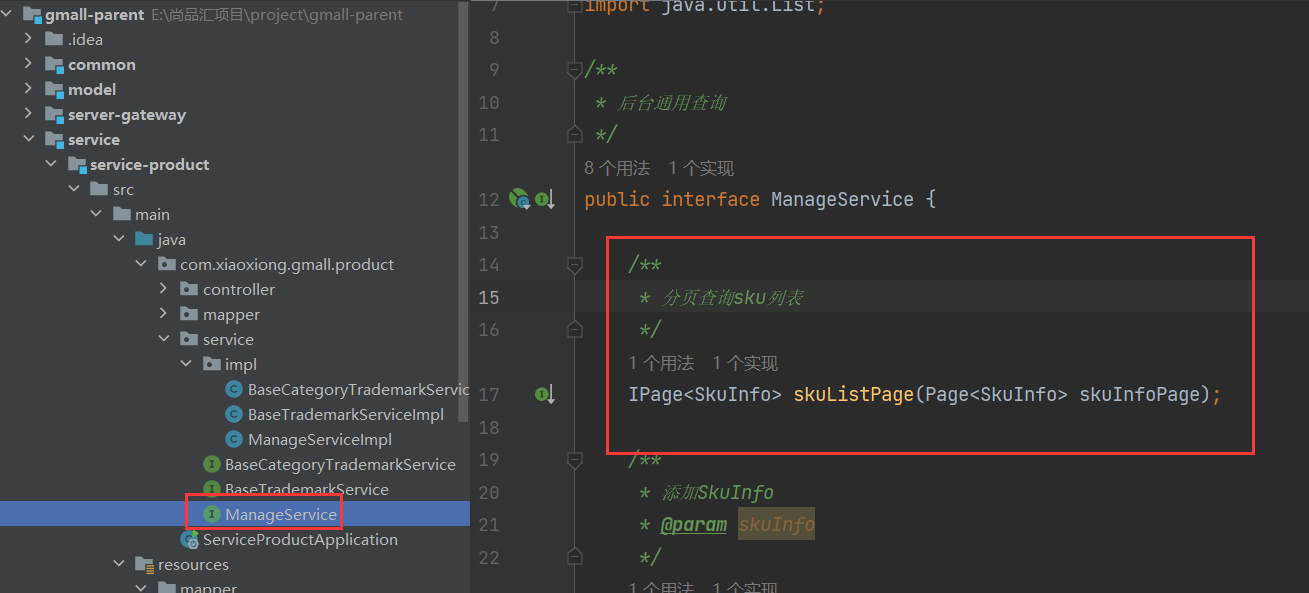 gmall-parent E:\尚品汇项目\project\gmall-parent
.idea
common
model
server-gateway
service
service-product
src
main
java
com.xiaoxiong.gmall.product
controller
mapper
service
impl
BaseCategoryTrademarkServic
BaseTrademarkServiceImpl
ManageServiceImpl
BaseCategoryTrademarkService
BaseTrademarkService
ManageService
ServiceProductApplication
resources
mapper
7 import java.util.List;
8
9 /**
10 * 后台通用查询
11 */
8 个用法 1 个实现
12 public interface ManageService {
13
14 /**
15 * 分页查询sku列表
16 */
1 个用法 1 个实现
17 IPage<SkuInfo> skuListPage(Page<SkuInfo> skuInfoPage);
18
19 /**
20 * 添加SkuInfo
21 * @param skuInfo
22 */
1 个用法 1 个实现